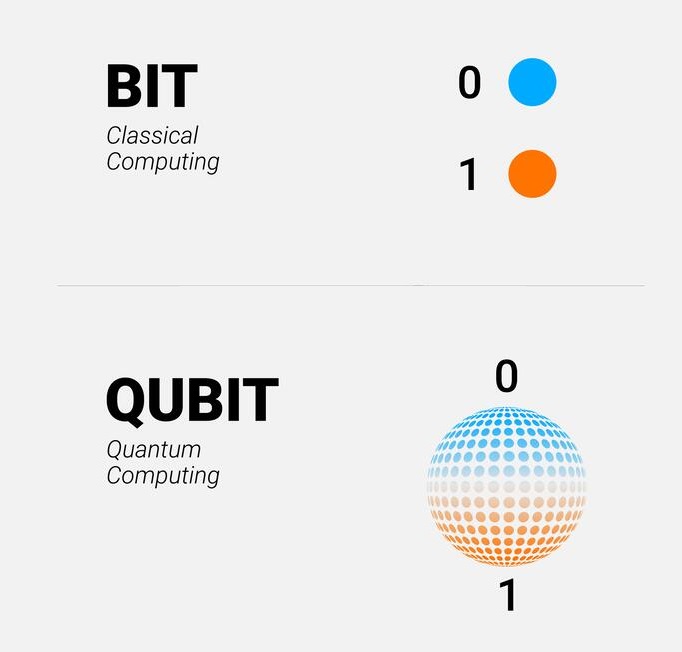 BIT
Classical
Computing
0
1
QUBIT
Quantum
Computing
0
1